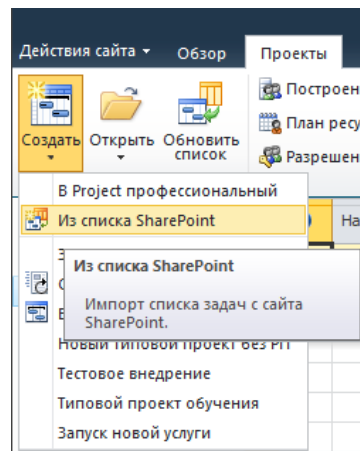 Действия сайта
Обзор
Проекты
Создать
Открыть
Обновить
список
Построен
План ресу
Разрешен
В Project профессиональный
Из списка SharePoint
На
Из списка SharePoint
Импорт списка задач с сайта
SharePoint.
Новый типовой проект без РП
Тестовое внедрение
Типовой проект обучения
Запуск новой услуги